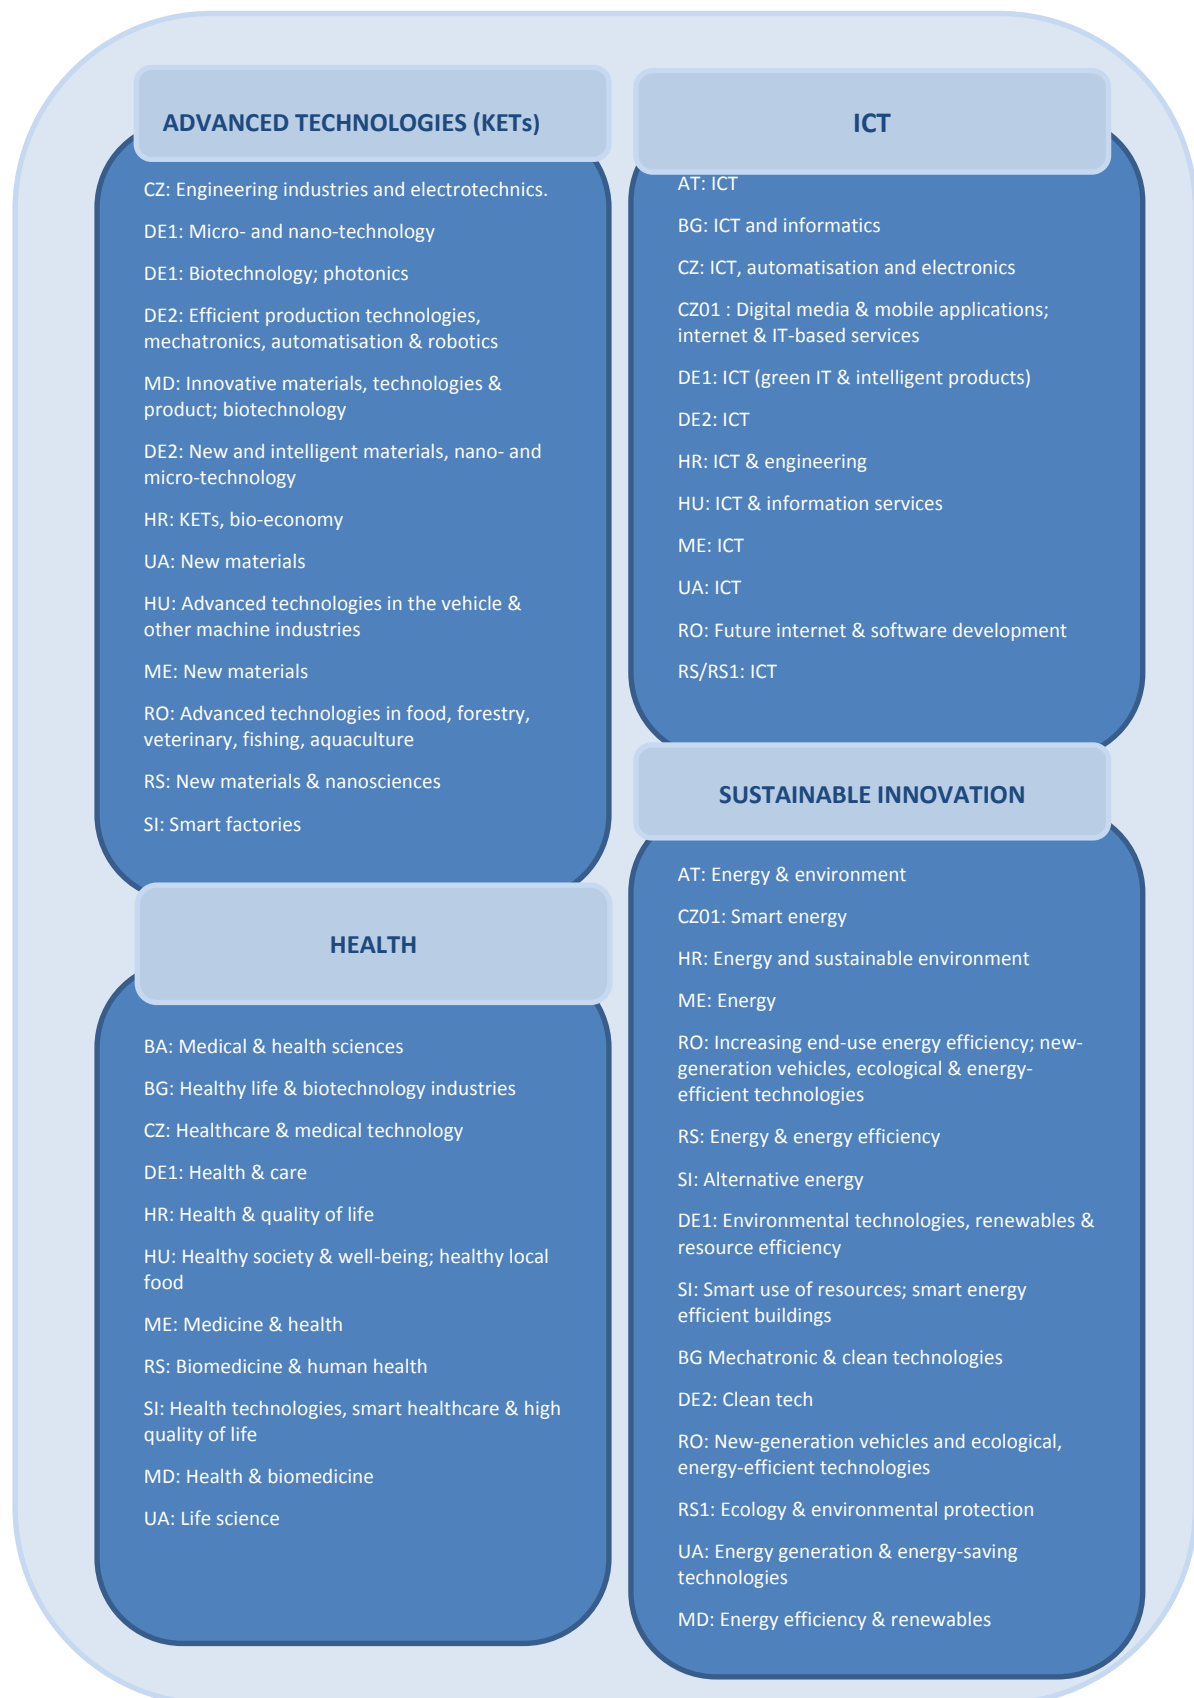 ADVANCED TECHNOLOGIES (KETs)
CZ: Engineering industries and electrotechnics.
DE1: Micro- and nano-technology
DE1: Biotechnology; photonics
DE2: Efficient production technologies,
mechatronics, automatisation & robotics
MD: Innovative materials, technologies &
product; biotechnology
DE2: New and intelligent materials, nano- and
micro-technology
HR: KETs, bio-economy
UA: New materials
HU: Advanced technologies in the vehicle &
other machine industries
ME: New materials
RO: Advanced technologies in food, forestry,
veterinary, fishing, aquaculture
RS: New materials & nanosciences
SI: Smart factories
HEALTH
BA: Medical & health sciences
BG: Healthy life & biotechnology industries
CZ: Healthcare & medical technology
DE1: Health & care
HR: Health & quality of life
HU: Healthy society & well-being; healthy local
food
ME: Medicine & health
RS: Biomedicine & human health
SI: Health technologies, smart healthcare & high
quality of life
MD: Health & biomedicine
UA: Life science
ICT
AT: ICT
BG: ICT and informatics
CZ: ICT, automatisation and electronics
CZ01 : Digital media & mobile applications;
internet & IT-based services
DE1: ICT (green IT & intelligent products)
DE2: ICT
HR: ICT & engineering
HU: ICT & information services
ME: ICT
UA: ICT
RO: Future internet & software development
RS/RS1: ICT
SUSTAINABLE INNOVATION
AT: Energy & environment
CZ01: Smart energy
HR: Energy and sustainable environment
ME: Energy
RO: Increasing end-use energy efficiency; new-
generation vehicles, ecological & energy-
efficient technologies
RS: Energy & energy efficiency
SI: Alternative energy
DE1: Environmental technologies, renewables &
resource efficiency
SI: Smart use of resources; smart energy
efficient buildings
BG Mechatronic & clean technologies
DE2: Clean tech
RO: New-generation vehicles and ecological,
energy-efficient technologies
RS1: Ecology & environmental protection
UA: Energy generation & energy-saving
technologies
MD: Energy efficiency & renewables